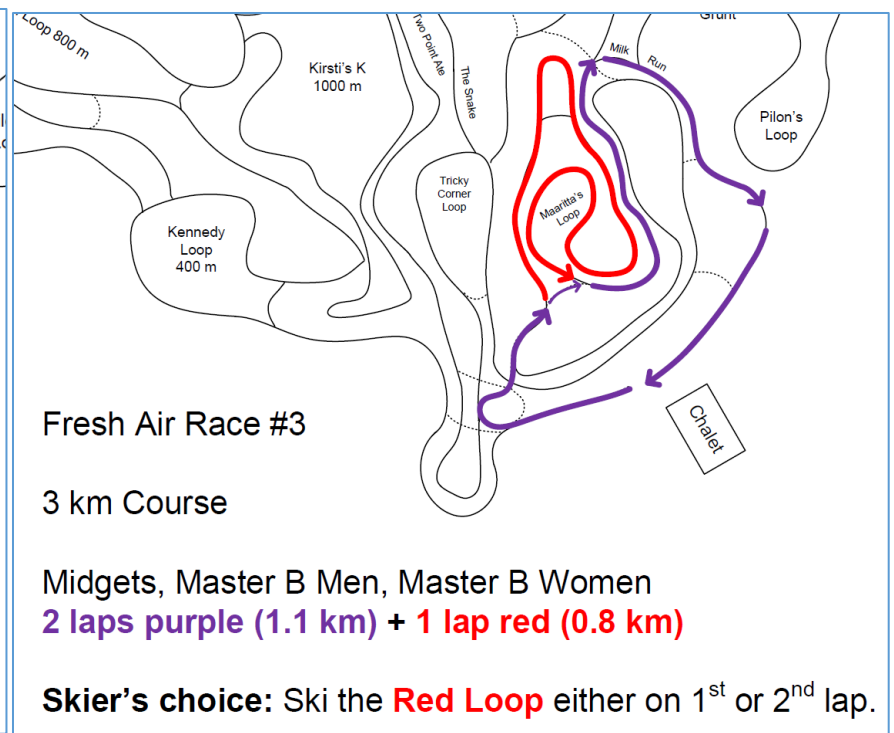 Loop 800 m
Two Point Ate
The Snake
Kirsti's K
1000 m
Milk Run
Pilon's
Loop
Tricky
Corner
Loop
Maaritta's
Loop
Kennedy
Loop
400 m
Chalet
Fresh Air Race #3
3 km Course
Midgets, Master B Men, Master B Women
2 laps purple (1.1 km) + 1 lap red (0.8 km)
Skier's choice: Ski the Red Loop either on 1st or 2nd lap.